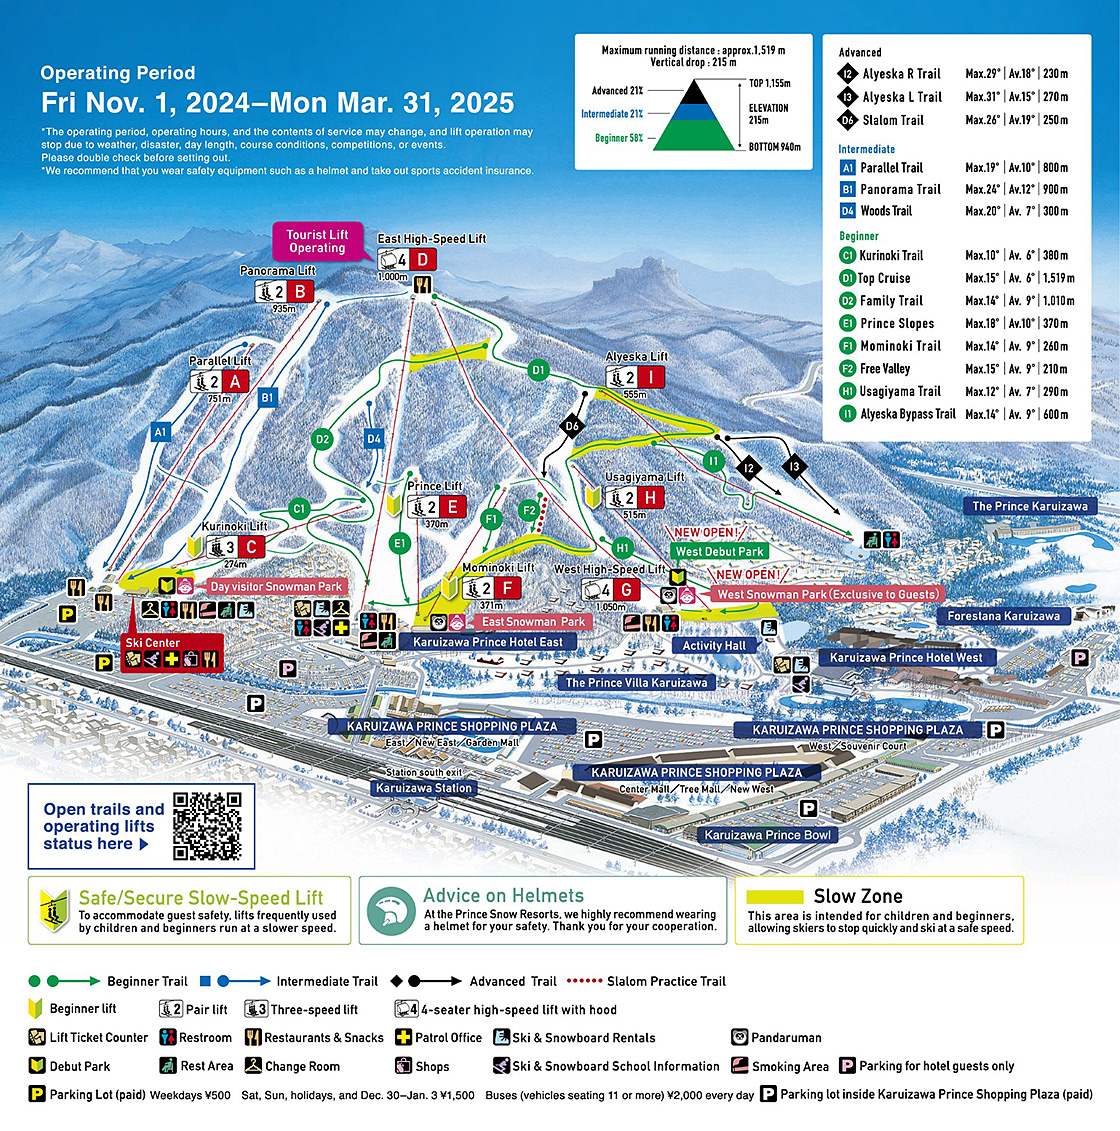 Operating Period
Fri Nov. 1, 2024–Mon Mar. 31, 2025
*The operating period, operating hours, and the contents of service may change, and lift operation may
stop due to weather, disaster, day length, course conditions, competitions, or events.
Please double check before setting out.
*We recommend that you wear safety equipment such as a helmet and take out sports accident insurance.
Maximum running distance : approx.1,519 m
Vertical drop : 215 m
Advanced 21%
Intermediate 21%
Beginner 58%
TOP 1,155m
ELEVATION
215m
BOTTOM 940m
Advanced
I2 Alyeska R Trail Max.29° | Av.18° | 230m
I3 Alyeska L Trail Max.31° | Av.15° | 270m
D6 Slalom Trail Max.26° | Av.19° | 250m
Intermediate
A1 Parallel Trail Max.19° | Av.10° | 800m
B1 Panorama Trail Max.24° | Av.12° | 900m
D4 Woods Trail Max.20° | Av. 7° | 300m
Beginner
C1 Kurinoki Trail Max.10° | Av. 6° | 380m
D1 Top Cruise Max.15° | Av. 6° | 1,519m
D2 Family Trail Max.14° | Av. 9° | 1,010m
E1 Prince Slopes Max.18° | Av.10° | 370m
F1 Mominoki Trail Max.14° | Av. 9° | 260m
F2 Free Valley Max.15° | Av. 9° | 210m
H1 Usagiyama Trail Max.12° | Av. 7° | 290m
I1 Alyeska Bypass Trail Max.14° | Av. 9° | 600m
Tourist Lift
Operating
East High-Speed Lift
4 D
1,000m
Panorama Lift
2 B
935m
Parallel Lift
2 A
751m
Alyeska Lift
2 I
555m
D1
B1
A1
D2
D4
D6
I1
I2
I3
Prince Lift
2 E
370m
Usagiyama Lift
2 H
515m
C1
F1
F2
E1
H1
Kurinoki Lift
3 C
274m
Mominoki Lift
2 F
371m
West High-Speed Lift
4 G
1,050m
NEW OPEN!
West Debut Park
NEW OPEN!
West Snowman Park (Exclusive to Guests)
The Prince Karuizawa
Day visitor Snowman Park
East Snowman Park
Forestana Karuizawa
Ski Center
Karuizawa Prince Hotel East
Activity Hall
Karuizawa Prince Hotel West
The Prince Villa Karuizawa
P
P
P
P
P
KARUIZAWA PRINCE SHOPPING PLAZA
East／New East／Garden Mall
P
KARUIZAWA PRINCE SHOPPING PLAZA
West／Souvenir Court
P
KARUIZAWA PRINCE SHOPPING PLAZA
Center Mall／Tree Mall／New West
Station south exit
Karuizawa Station
P
Karuizawa Prince Bowl
Open trails and
operating lifts
status here
Safe/Secure Slow-Speed Lift
To accommodate guest safety, lifts frequently used
by children and beginners run at a slower speed.
Advice on Helmets
At the Prince Snow Resorts, we highly recommend wearing
a helmet for your safety. Thank you for your cooperation.
Slow Zone
This area is intended for children and beginners,
allowing skiers to stop quickly and ski at a safe speed.
Beginner Trail Intermediate Trail Advanced Trail Slalom Practice Trail
Beginner lift 2 Pair lift 3 Three-speed lift 4 4-seater high-speed lift with hood
Lift Ticket Counter Restroom Restaurants & Snacks Patrol Office Ski & Snowboard Rentals Pandaruman
Debut Park Rest Area Change Room Shops Ski & Snowboard School Information Smoking Area P Parking for hotel guests only
P Parking Lot (paid) Weekdays ¥500 Sat, Sun, holidays, and Dec. 30–Jan. 3 ¥1,500 Buses (vehicles seating 11 or more) ¥2,000 every day P Parking lot inside Karuizawa Prince Shopping Plaza (paid)